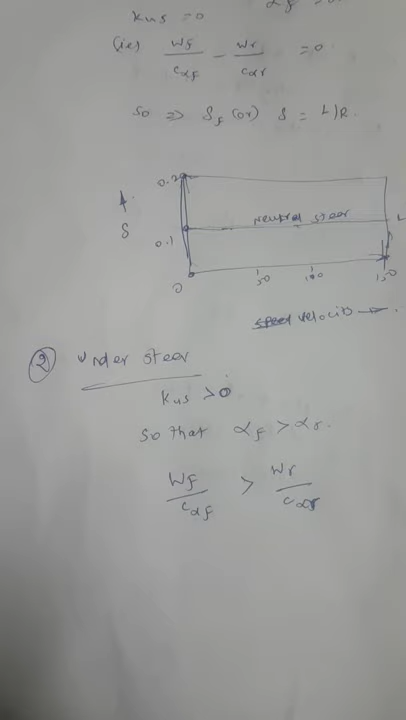 Kus = 0
(ie) Wf/Cαf - Wr/Cαr = 0
so ⇒ δf (or) δ = L/R.
0.2
δ
neutral steer L
0.1
0 50 100 150
velocity →
② Under steer
Kus > 0
so that αf > αr.
Wf/Cαf > Wr/Cαr